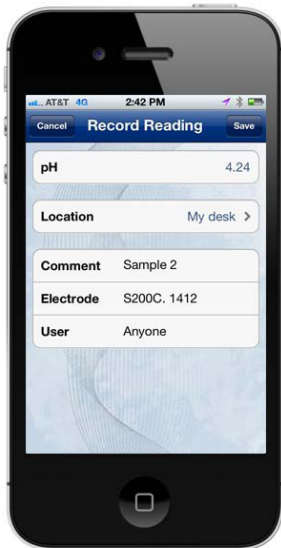 AT&T 4G 2:42 PM
Cancel Record Reading Save
pH 4.24
Location My desk
Comment Sample 2
Electrode S200C. 1412
User Anyone